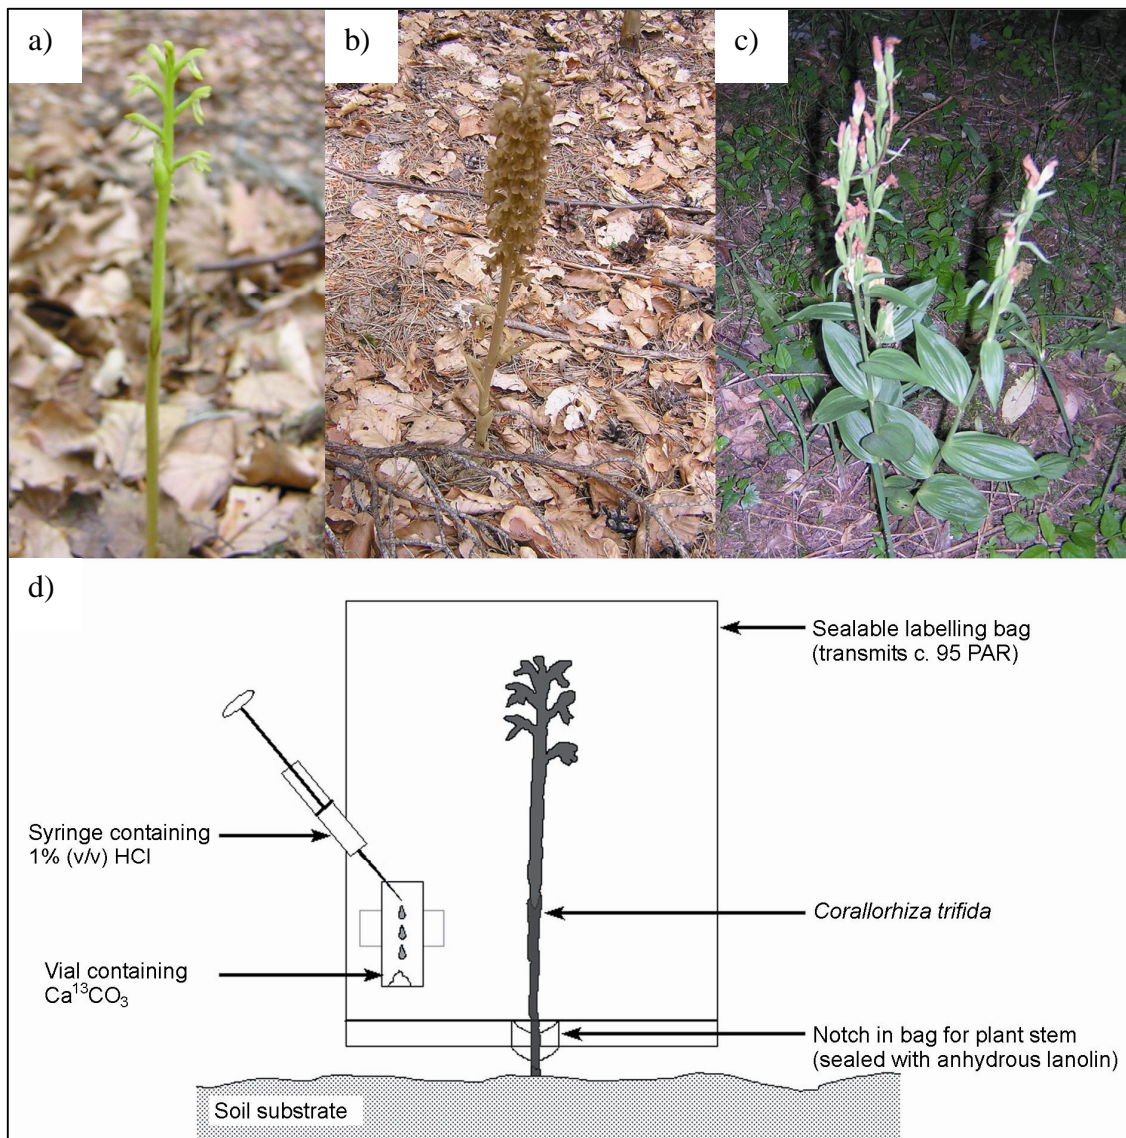 a)
b)
c)
d)
Sealable labelling bag
(transmits c. 95 PAR)
Syringe containing
1% (v/v) HCl
Corallorhiza trifida
Vial containing
Ca¹³CO₃
Notch in bag for plant stem
(sealed with anhydrous lanolin)
Soil substrate